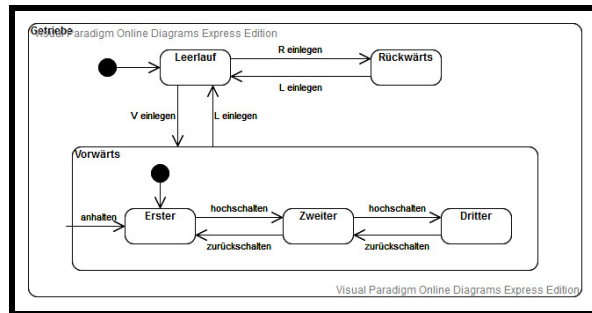 Getriebe
Visual Paradigm Online Diagrams Express Edition
Leerlauf
R einlegen
Rückwärts
L einlegen
V einlegen
L einlegen
Vorwärts
anhalten
Erster
hochschalten
Zweiter
hochschalten
Dritter
zurückschalten
zurückschalten
Visual Paradigm Online Diagrams Express Edition